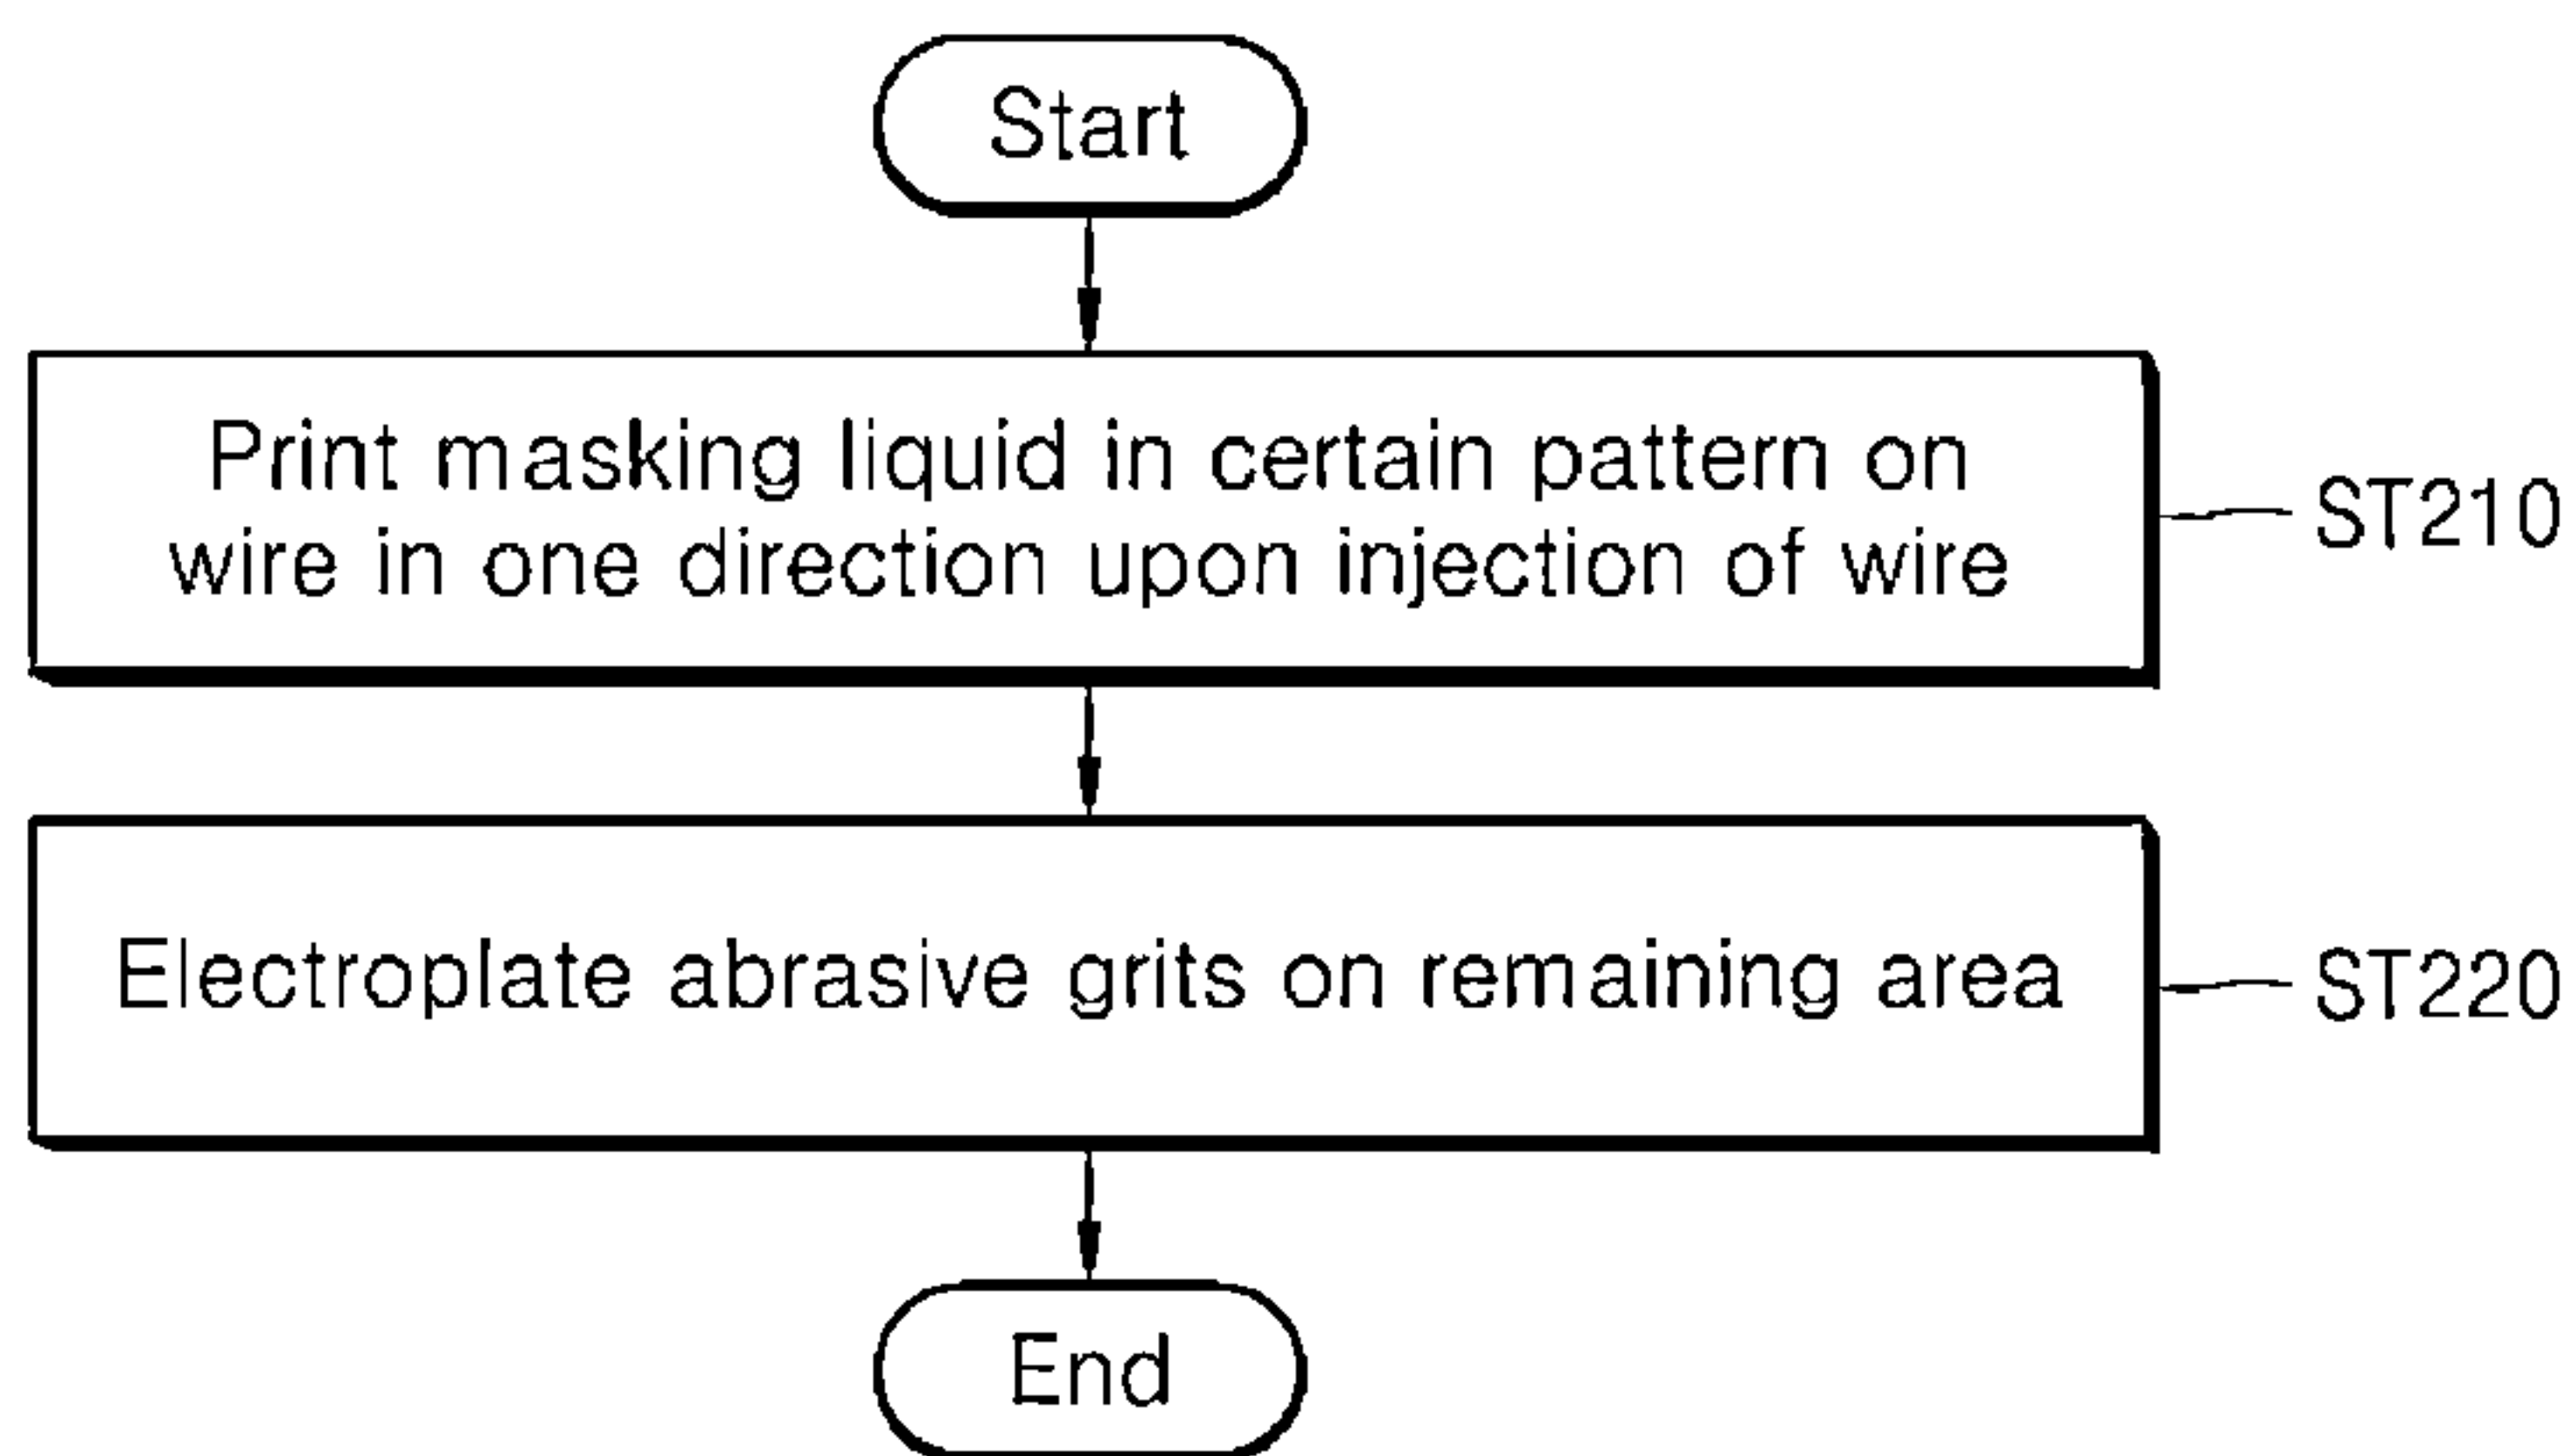 Start
Print masking liquid in certain pattern on
wire in one direction upon injection of wire
ST210
Electroplate abrasive grits on remaining area
ST220
End